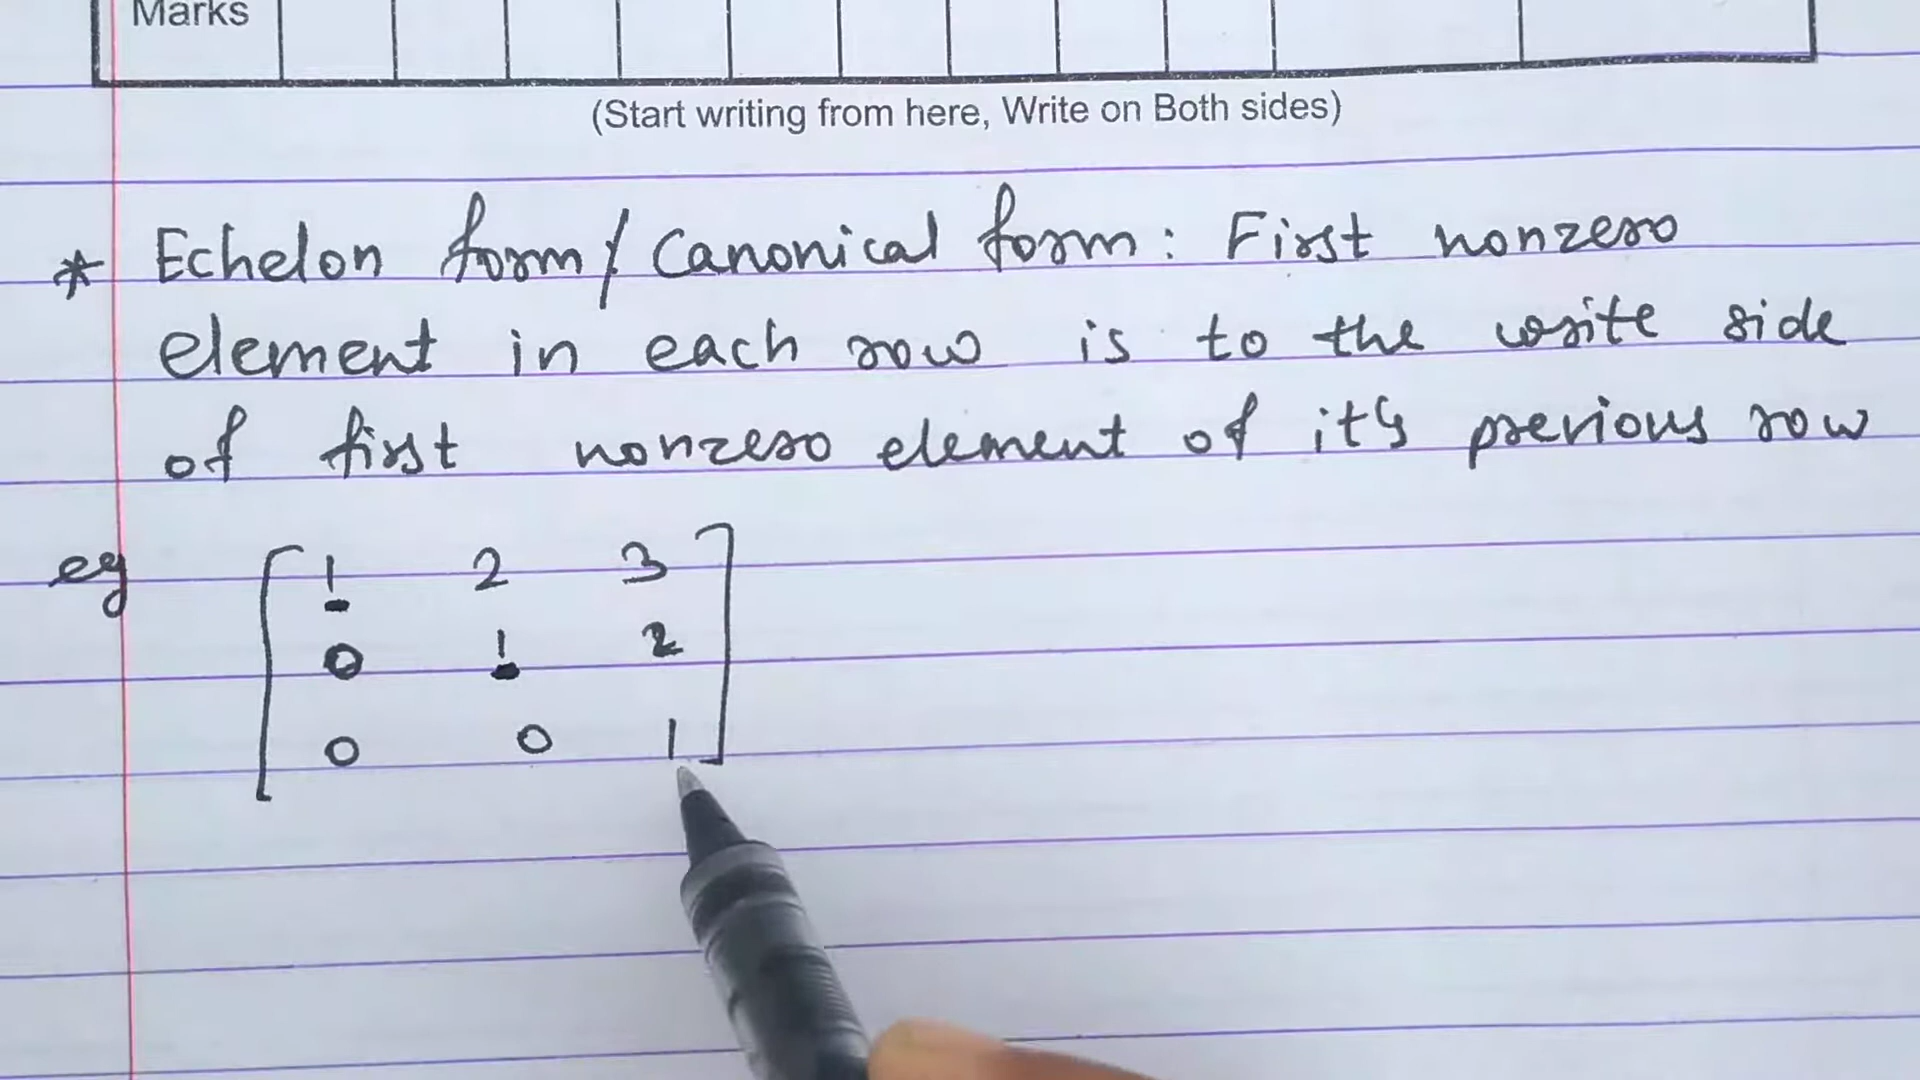 Marks
(Start writing from here, Write on Both sides)
* Echelon form / Canonical form : First nonzero
element in each row is to the write side
of first nonzero element of it's previous row
eg
1 2 3
0 1 2
0 0 1